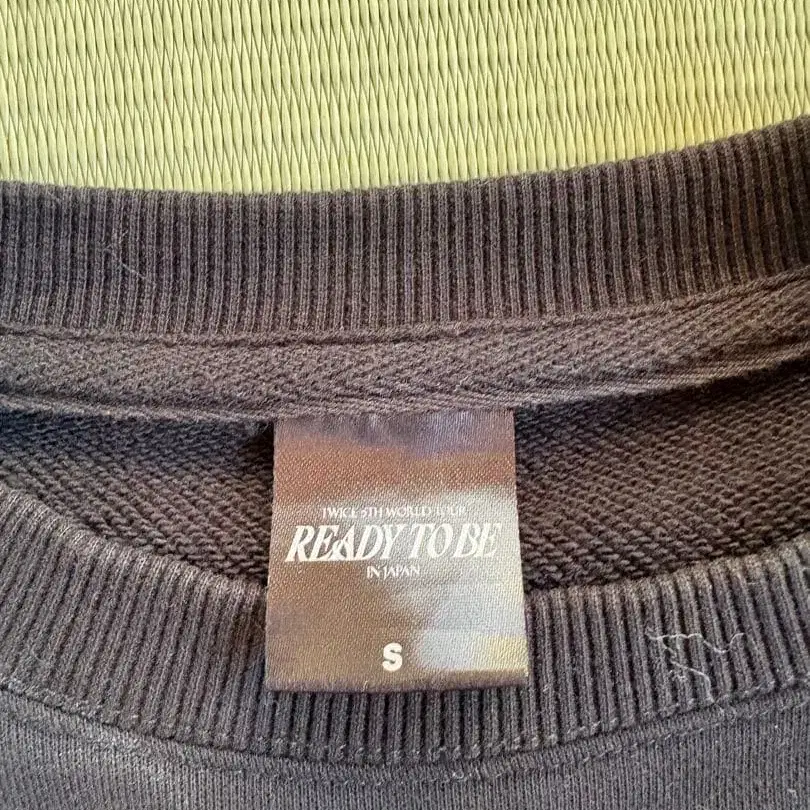 TWICE 5TH WORLD TOUR
READY TO BE
IN JAPAN
S